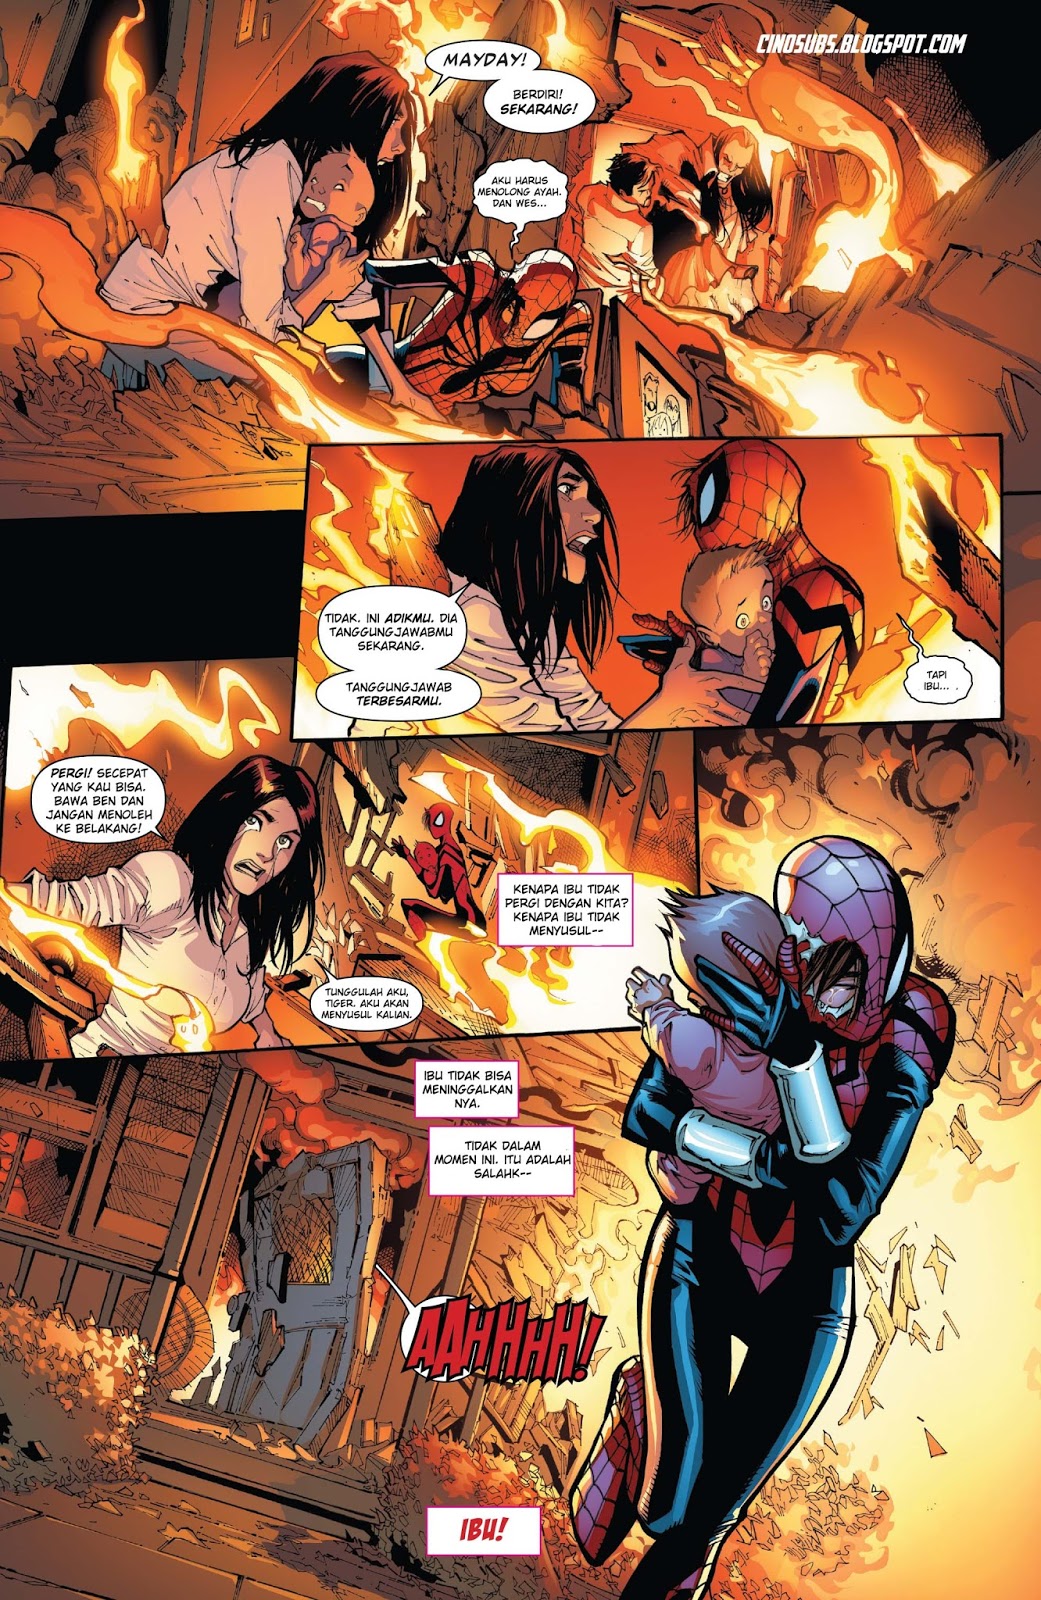 CINOSUBS.BLOGSPOT.COM
MAYDAY!
BERDIRI!
SEKARANG!
AKU HARUS
MENOLONG AYAH.
DAN WES...
TIDAK. INI ADIKMU. DIA
TANGGUNGJAWABMU
SEKARANG.
TANGGUNGJAWAB
TERBESARMU.
TAPI
IBU...
PERGI! SECEPAT
YANG KAU BISA.
BAWA BEN DAN
JANGAN MENOLEH
KE BELAKANG!
TUNGGULAH AKU,
TIGER. AKU AKAN
MENYUSUL KALIAN.
KENAPA IBU TIDAK
PERGI DENGAN KITA?
KENAPA IBU TIDAK
MENYUSUL--
IBU TIDAK BISA
MENINGGALKAN
NYA.
TIDAK DALAM
MOMEN INI. ITU ADALAH
SALAHK--
AAHHHHH!
IBU!